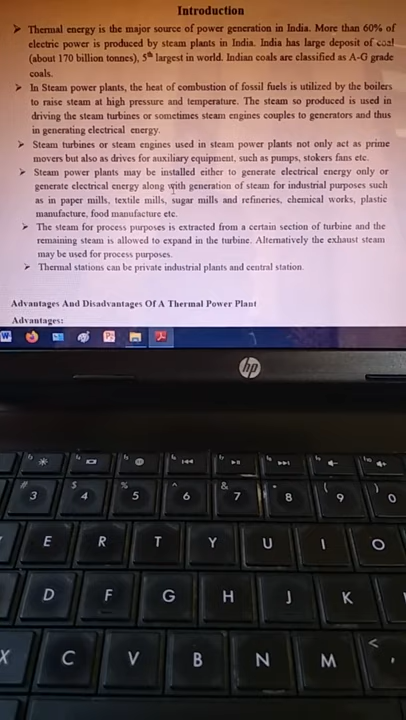 Introduction
➢ Thermal energy is the major source of power generation in India. More than 60% of
electric power is produced by steam plants in India. India has large deposit of coal
(about 170 billion tonnes), 5th largest in world. Indian coals are classified as A-G grade
coals.
➢ In Steam power plants, the heat of combustion of fossil fuels is utilized by the boilers
to raise steam at high pressure and temperature. The steam so produced is used in
driving the steam turbines or sometimes steam engines couples to generators and thus
in generating electrical energy.
➢ Steam turbines or steam engines used in steam power plants not only act as prime
movers but also as drives for auxiliary equipment, such as pumps, stokers fans etc.
➢ Steam power plants may be installed either to generate electrical energy only or
generate electrical energy along with generation of steam for industrial purposes such
as in paper mills, textile mills, sugar mills and refineries, chemical works, plastic
manufacture, food manufacture etc.
➢ The steam for process purposes is extracted from a certain section of turbine and the
remaining steam is allowed to expand in the turbine. Alternatively the exhaust steam
may be used for process purposes.
➢ Thermal stations can be private industrial plants and central station.
Advantages And Disadvantages Of A Thermal Power Plant
Advantages:
hp
# 3 $ 4 % 5 ^ 6 & 7 * 8 ( 9 ) 0
E R T Y U I O
D F G H J K
X C V B N M < ,